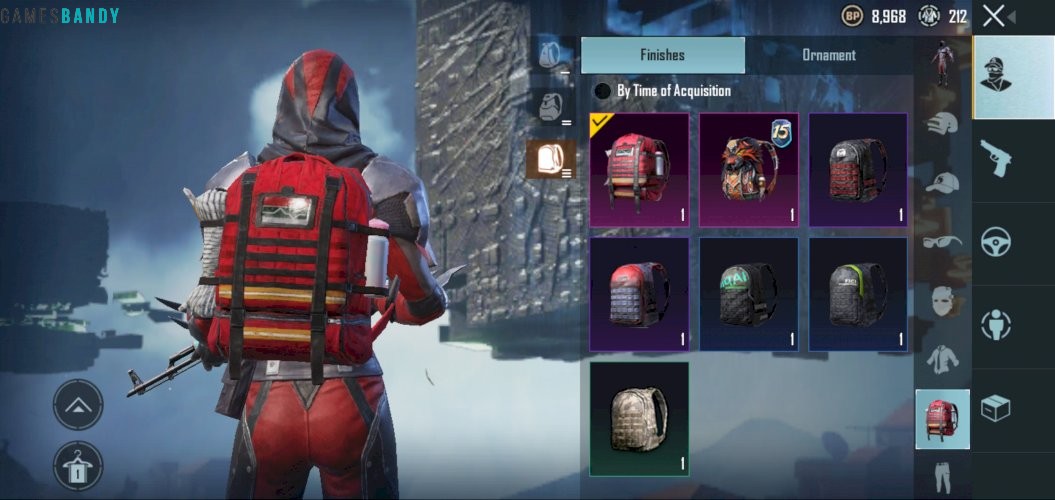 GAMESBANDY
BP 8,968 212
Finishes Ornament
By Time of Acquisition
15
1 1 1
1 1 1
1
1